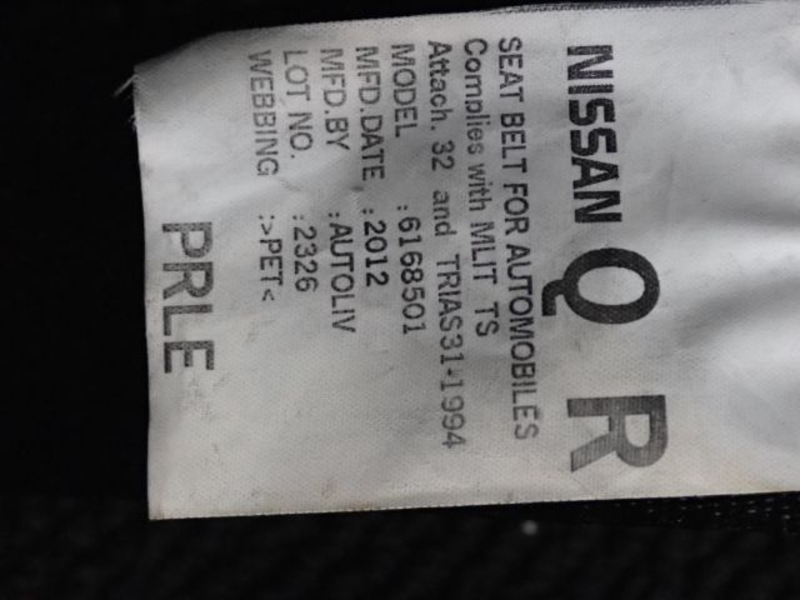 NISSAN Q R
SEAT BELT FOR AUTOMOBILES
Complies with MLIT TS
Attach. 32 and TRIAS31-1994
MODEL :6168501
MFD.DATE :2012
MFD.BY :AUTOLIV
LOT NO. :2326
WEBBING :>PET<
PRLE